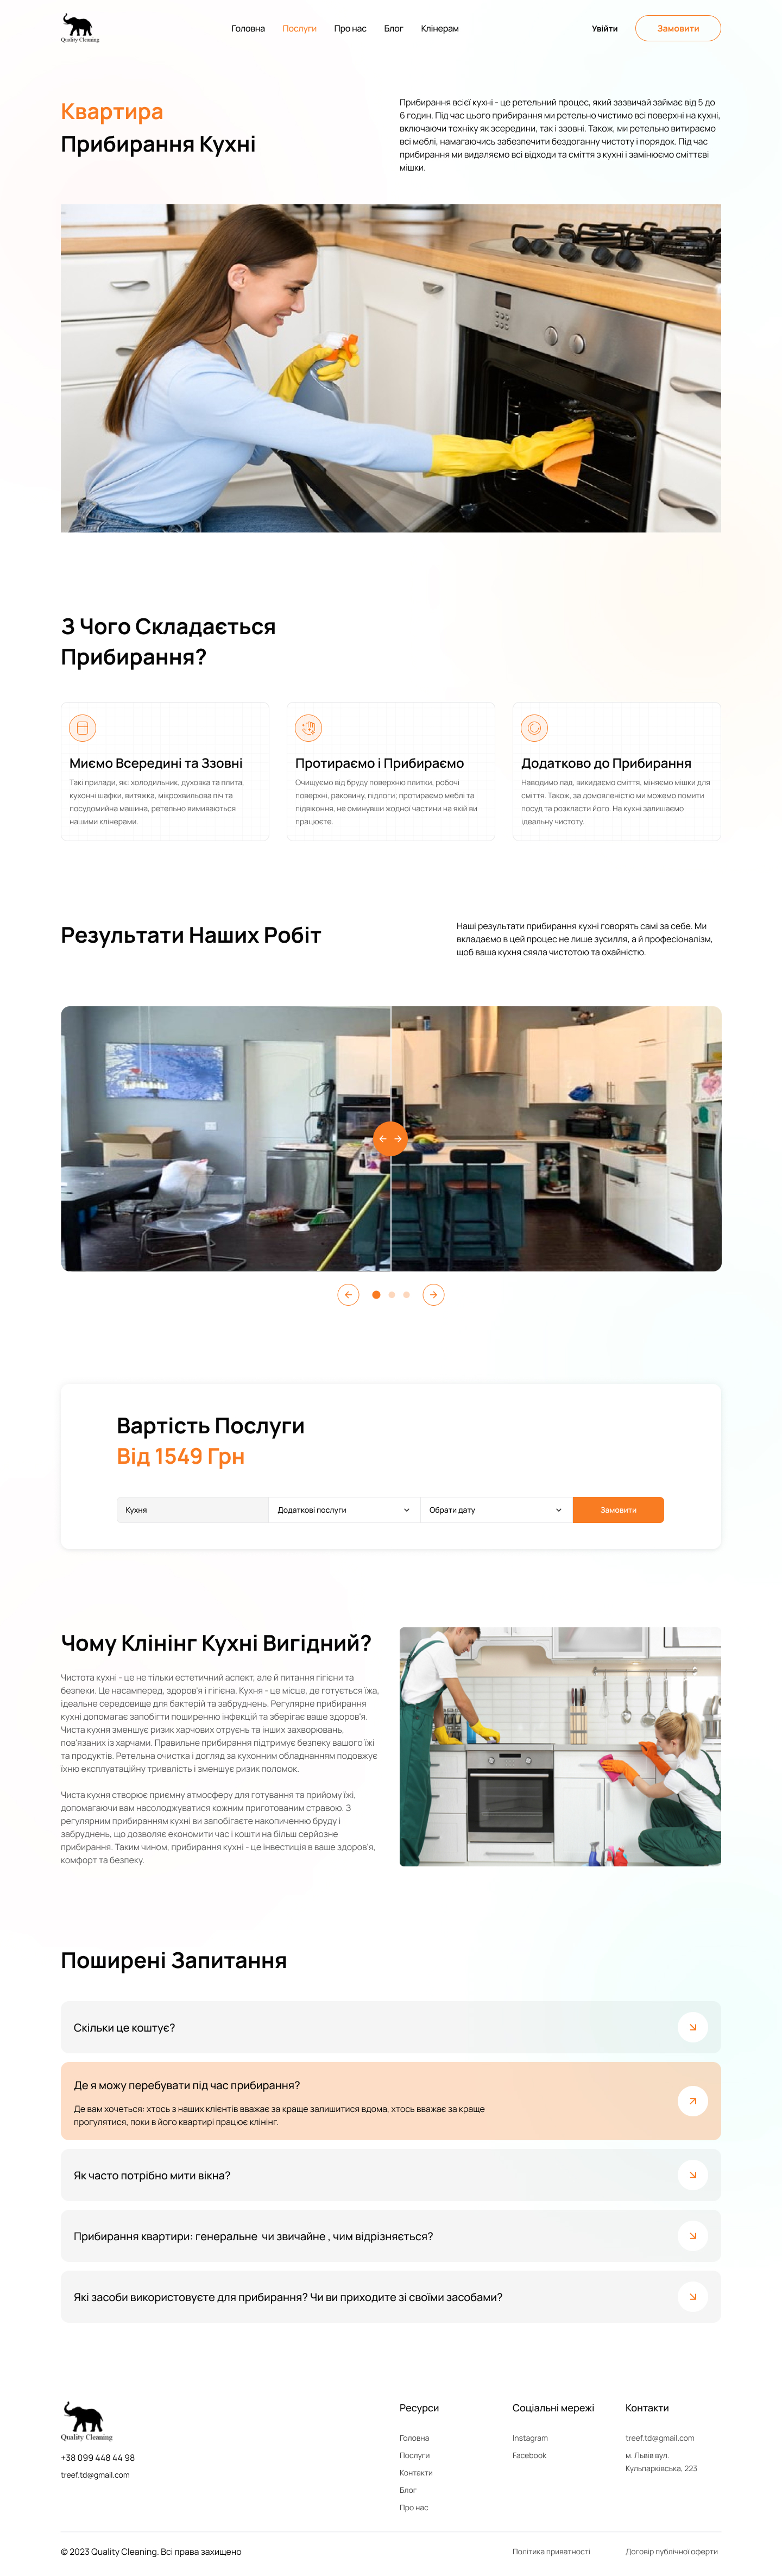 Quality Cleaning
Головна
Послуги
Про нас
Блог
Клінерам
Увійти
Замовити
Квартира
Прибирання Кухні
Прибирання всієї кухні - це ретельний процес, який зазвичай займає від 5 до
6 годин. Під час цього прибирання ми ретельно чистимо всі поверхні на кухні,
включаючи техніку як зсередини, так і ззовні. Також, ми ретельно витираємо
всі меблі, намагаючись забезпечити бездоганну чистоту і порядок. Під час
прибирання ми видаляємо всі відходи та сміття з кухні і замінюємо сміттєві
мішки.
З Чого Складається
Прибирання?
Миємо Всередині та Ззовні
Такі прилади, як: холодильник, духовка та плита,
кухонні шафки, витяжка, мікрохвильова піч та
посудомийна машина, ретельно вимиваються
нашими клінерами.
Протираємо і Прибираємо
Очищуємо від бруду поверхню плитки, робочі
поверхні, раковину, підлоги; протираємо меблі та
підвіконня, не оминувши жодної частини на якій ви
працюєте.
Додатково до Прибирання
Наводимо лад, викидаємо сміття, міняємо мішки для
сміття. Також, за домовленістю ми можемо помити
посуд та розкласти його. На кухні залишаємо
ідеальну чистоту.
Результати Наших Робіт
Наші результати прибирання кухні говорять самі за себе. Ми
вкладаємо в цей процес не лише зусилля, а й професіоналізм,
щоб ваша кухня сяяла чистотою та охайністю.
Вартість Послуги
Від 1549 Грн
Кухня
Додаткові послуги
Обрати дату
Замовити
Чому Клінінг Кухні Вигідний?
Чистота кухні - це не тільки естетичний аспект, але й питання гігієни та
безпеки. Це насамперед, здоров'я і гігієна. Кухня - це місце, де готується їжа,
ідеальне середовище для бактерій та забруднень. Регулярне прибирання
кухні допомагає запобігти поширенню інфекцій та зберігає ваше здоров'я.
Чиста кухня зменшує ризик харчових отруєнь та інших захворювань,
пов'язаних із харчами. Правильне прибирання підтримує безпеку вашого їжі
та продуктів. Ретельна очистка і догляд за кухонним обладнанням подовжує
їхню експлуатаційну тривалість і зменшує ризик поломок.
Чиста кухня створює приємну атмосферу для готування та прийому їжі,
допомагаючи вам насолоджуватися кожним приготованим стравою. З
регулярним прибиранням кухні ви запобігаєте накопиченню бруду і
забруднень, що дозволяє економити час і кошти на більш серйозне
прибирання. Таким чином, прибирання кухні - це інвестиція в ваше здоров'я,
комфорт та безпеку.
Поширені Запитання
Скільки це коштує?
Де я можу перебувати під час прибирання?
Де вам хочеться: хтось з наших клієнтів вважає за краще залишитися вдома, хтось вважає за краще
прогулятися, поки в його квартирі працює клінінг.
Як часто потрібно мити вікна?
Прибирання квартири: генеральне чи звичайне , чим відрізняється?
Які засоби використовуєте для прибирання? Чи ви приходите зі своїми засобами?
Quality Cleaning
+38 099 448 44 98
treef.td@gmail.com
Ресурси
Головна
Послуги
Контакти
Блог
Про нас
Соціальні мережі
Instagram
Facebook
Контакти
treef.td@gmail.com
м. Львів вул.
Кульпарківська, 223
© 2023 Quality Cleaning. Всі права захищено
Політика приватності
Договір публічної оферти